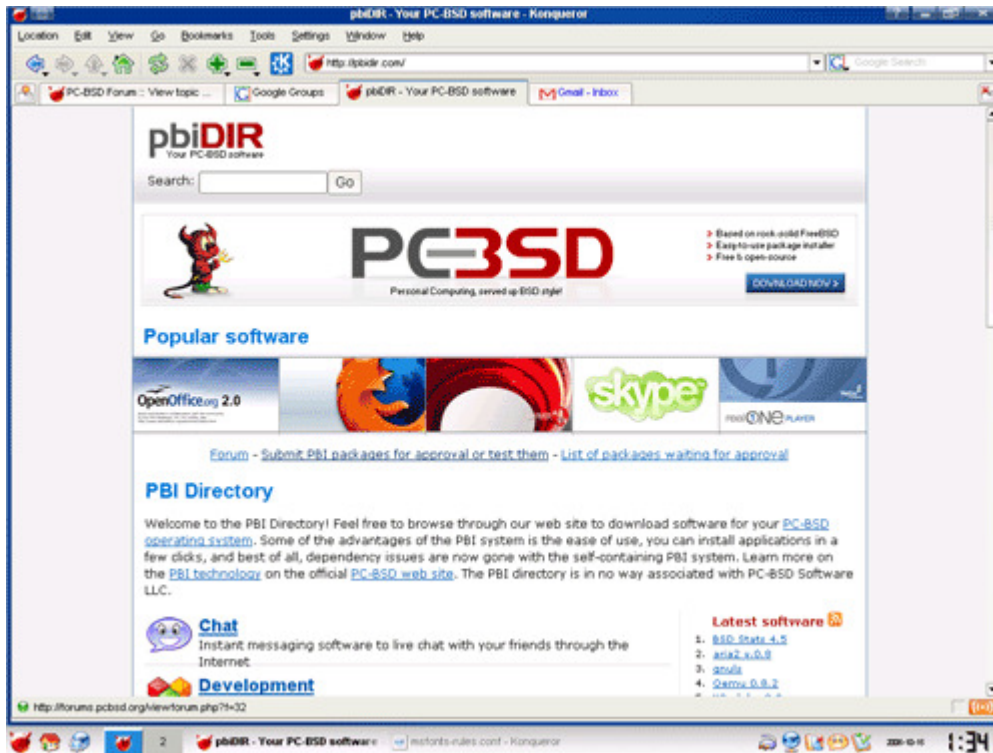 pbiDIR - Your PC-BSD software - Konqueror
Location Edit View Go Bookmarks Tools Settings Window Help
http://pbidir.com/
Google Search
PC-BSD Forum :: View topic ...
Google Groups
pbiDIR - Your PC-BSD software
Gmail - Inbox
pbiDIR
Your PC-BSD software
Search:
Go
PCBSD
Personal Computing, served up BSD style!
Based on rock-solid FreeBSD
Easy-to-use package installer
Free & open-source
DOWNLOAD NOW >
Popular software
OpenOffice.org 2.0
skype
realONE PLAYER
Forum - Submit PBI packages for approval or test them - List of packages waiting for approval
PBI Directory
Welcome to the PBI Directory! Feel free to browse through our web site to download software for your PC-BSD
operating system. Some of the advantages of the PBI system is the ease of use, you can install applications in a
few clicks, and best of all, dependency issues are now gone with the self-containing PBI system. Learn more on
the PBI technology on the official PC-BSD web site. The PBI directory is in no way associated with PC-BSD Software
LLC.
Chat
Instant messaging software to live chat with your friends through the
Internet
Development
Latest software
1. BSD Stats 4.5
2. aria2 v.0.8
3. qnuls
4. Qemu 0.8.2
http://forums.pcbsd.org/viewforum.php?f=32
2
pbiDIR - Your PC-BSD software
msfonts-rules.conf - Konqueror
1:34